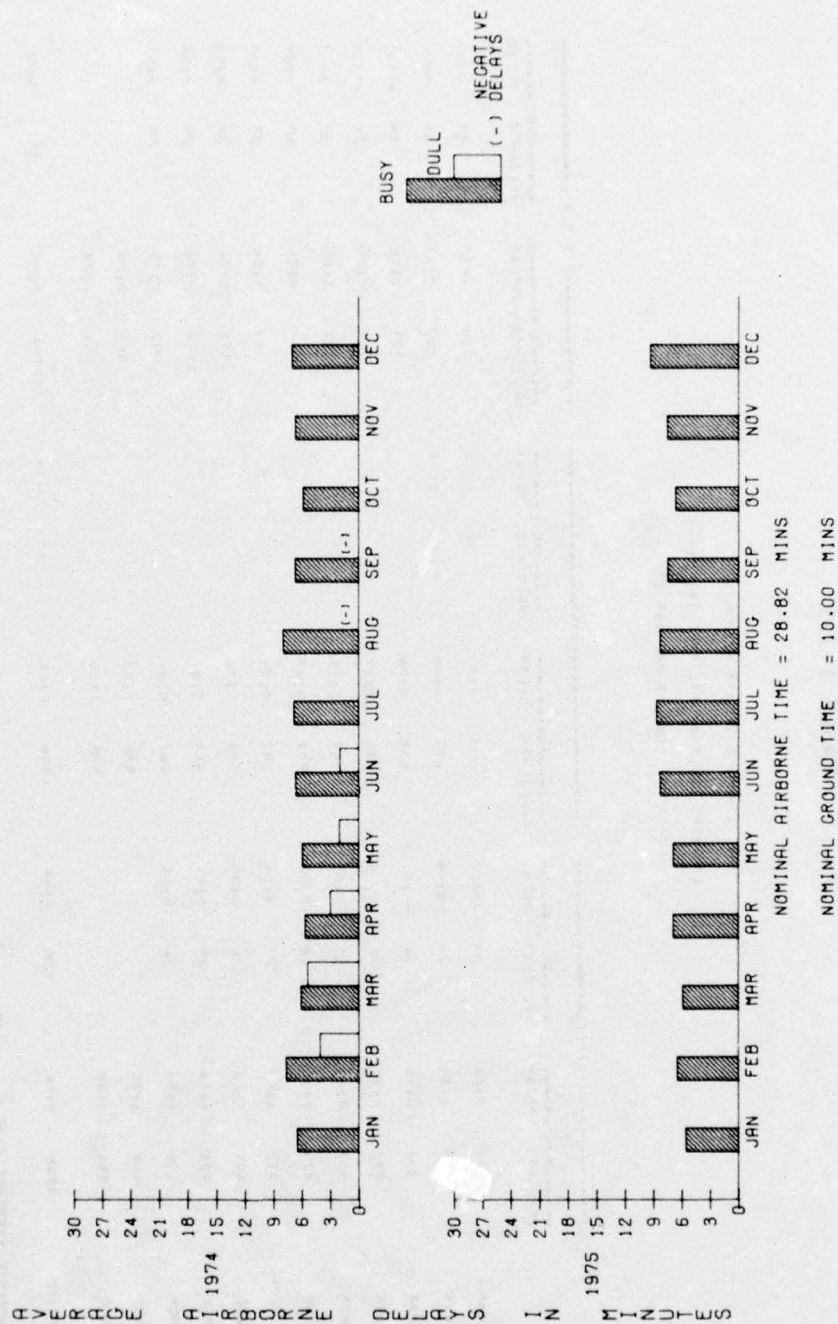 AVERAGE AIRBORNE DELAYS IN MINUTES
1974
30
27
24
21
18
15
12
9
6
3
0
JAN FEB MAR APR MAY JUN JUL AUG SEP OCT NOV DEC
(-) (-)
BUSY
DULL
(-) NEGATIVE
DELAYS
1975
30
27
24
21
18
15
12
9
6
3
0
JAN FEB MAR APR MAY JUN JUL AUG SEP OCT NOV DEC
NOMINAL AIRBORNE TIME = 28.82 MINS
NOMINAL GROUND TIME = 10.00 MINS